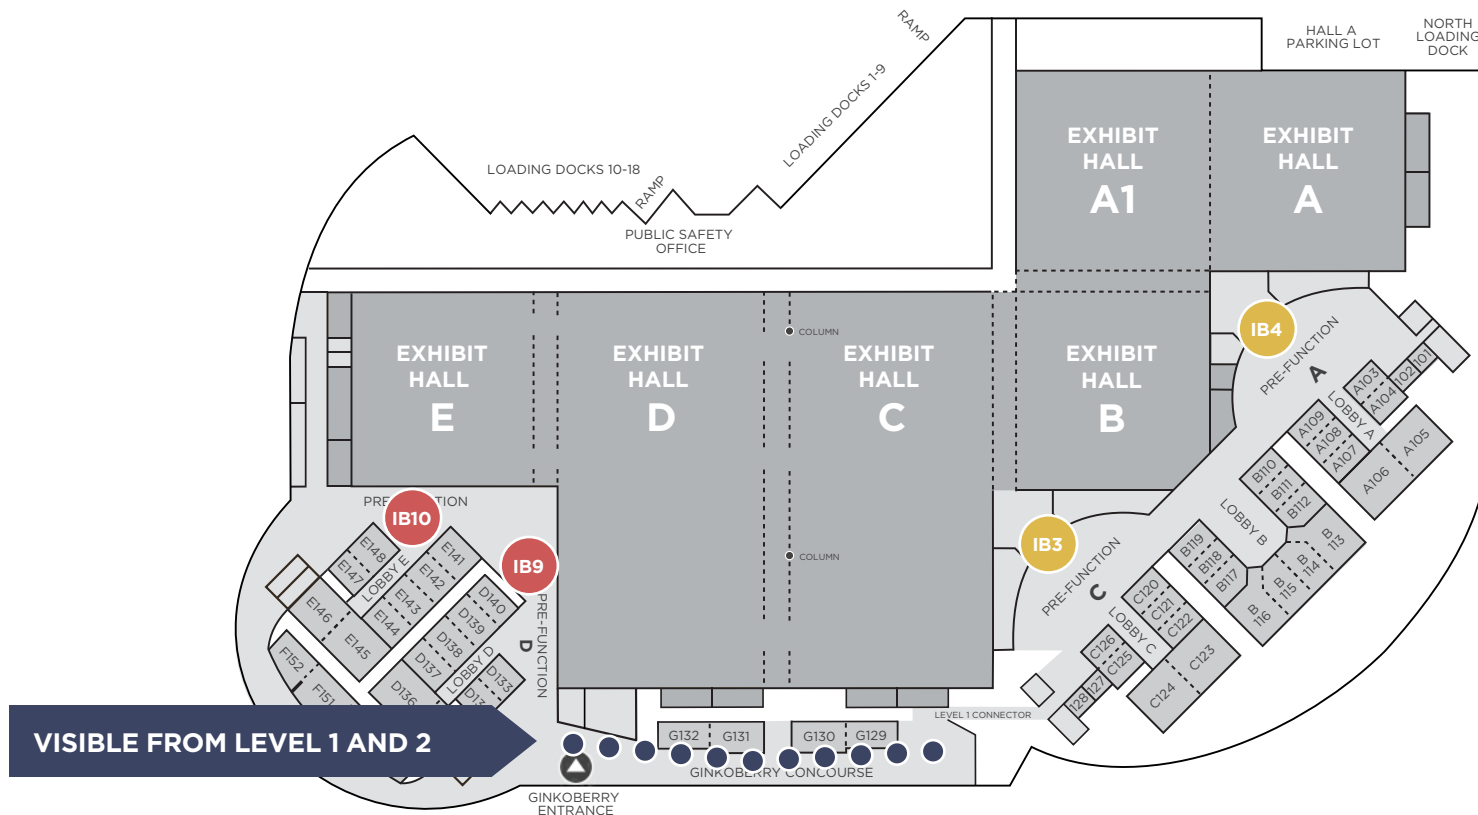 RAMP
HALL A
PARKING LOT
NORTH
LOADING
DOCK
LOADING DOCKS 1-9
LOADING DOCKS 10-18
RAMP
PUBLIC SAFETY
OFFICE
EXHIBIT
HALL
A1
EXHIBIT
HALL
A
EXHIBIT
HALL
E
EXHIBIT
HALL
D
COLUMN
EXHIBIT
HALL
C
EXHIBIT
HALL
B
IB4
PRE-FUNCTION
A
101
102
A103
A104
LOBBY A
A105
A106
A109
A108
A107
B110
B111
B112
LOBBY B
B
113
B
114
B
115
B
116
B119
B118
B117
IB3
PRE-FUNCTION
C
C120
C121
C122
LOBBY C
C123
C124
C126
C125
127
128
COLUMN
IB10
IB9
PRE-FUNCTION
D
E148
E147
LOBBY E
E141
E142
E143
E144
E146
E145
D140
D139
D138
D137
D136
LOBBY D
D133
F152
F151
LEVEL 1 CONNECTOR
VISIBLE FROM LEVEL 1 AND 2
G132
G131
G130
G129
GINKOBERRY CONCOURSE
GINKOBERRY
ENTRANCE